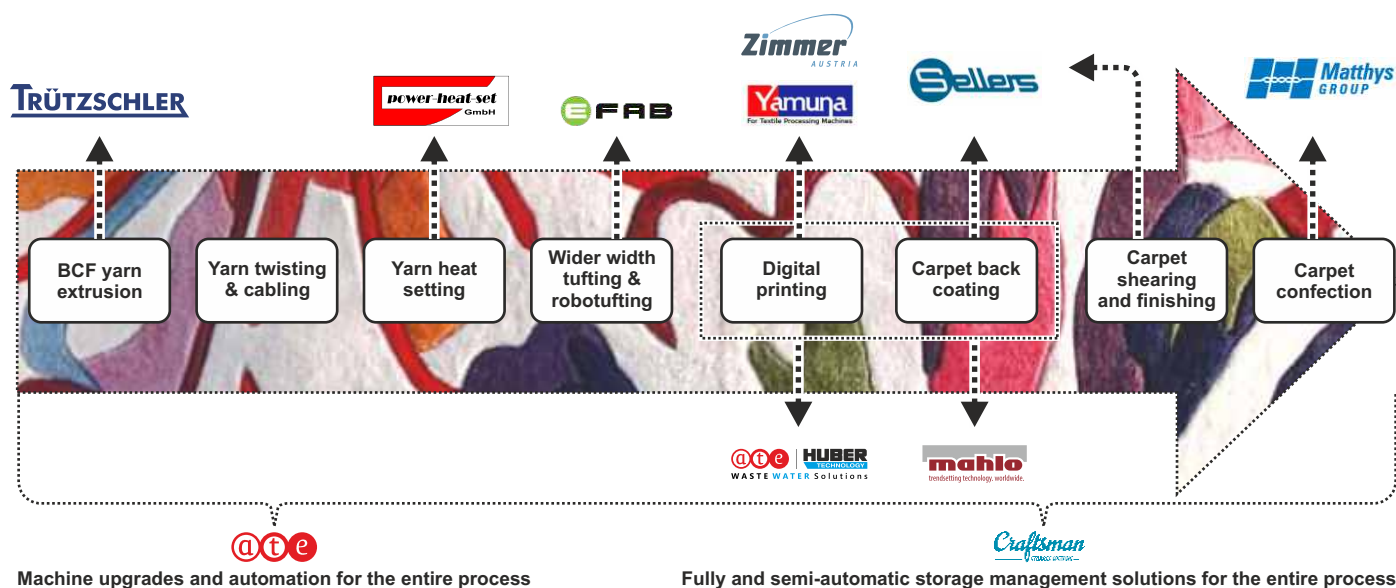 Zimmer
AUSTRIA
TRÜTZSCHLER
power-heat-set
GmbH
EFAB
Yamuna
For Textile Processing Machines
Sellers
Matthys
GROUP
BCF yarn
extrusion
Yarn twisting
& cabling
Yarn heat
setting
Wider width
tufting &
robotufting
Digital
printing
Carpet back
coating
Carpet
shearing
and finishing
Carpet
confection
ate HUBER
TECHNOLOGY
WASTE WATER Solutions
mahlo
trendsetting technology, worldwide.
ate
Machine upgrades and automation for the entire process
Craftsman
STORAGE SYSTEMS
Fully and semi-automatic storage management solutions for the entire process